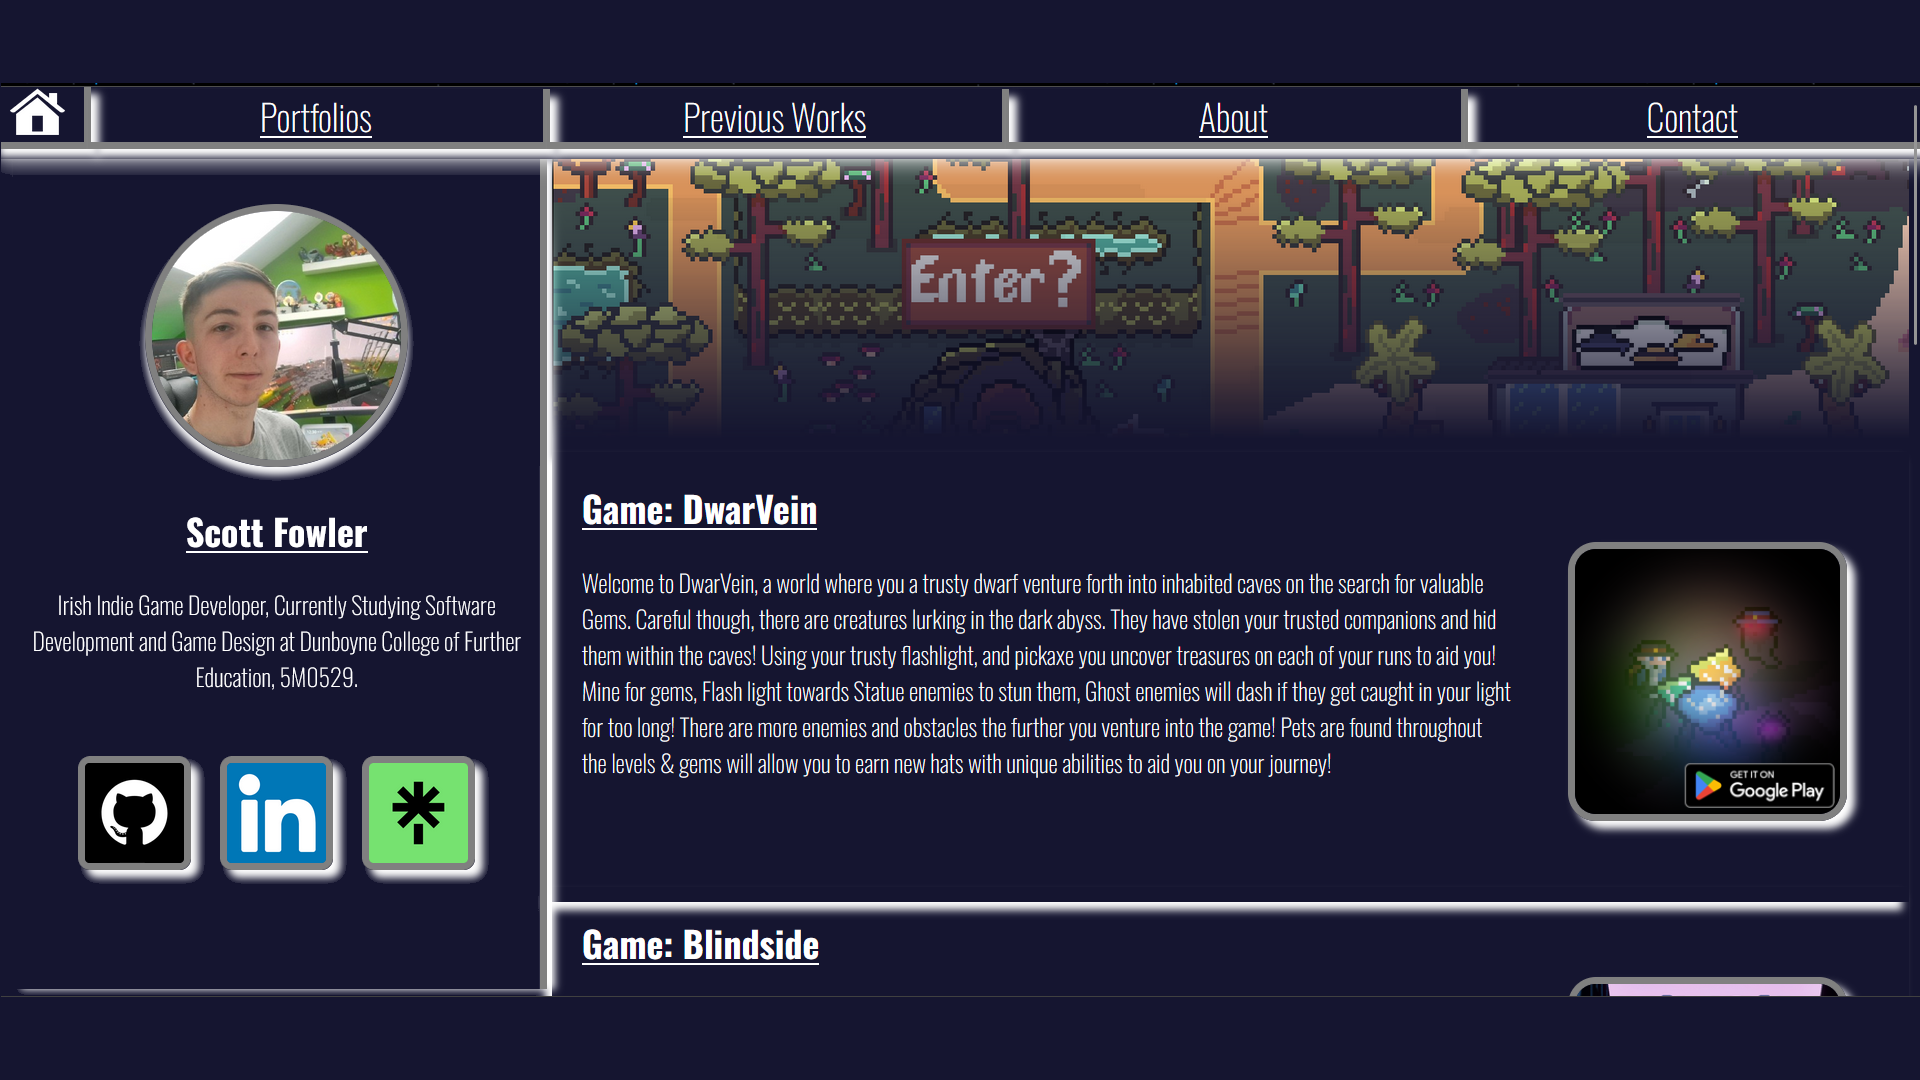 Portfolios
Previous Works
About
Contact
Enter?
Scott Fowler
Irish Indie Game Developer, Currently Studying Software
Development and Game Design at Dunboyne College of Further
Education, 5M0529.
in
Game: DwarVein
Welcome to DwarVein, a world where you a trusty dwarf venture forth into inhabited caves on the search for valuable
Gems. Careful though, there are creatures lurking in the dark abyss. They have stolen your trusted companions and hid
them within the caves! Using your trusty flashlight, and pickaxe you uncover treasures on each of your runs to aid you!
Mine for gems, Flash light towards Statue enemies to stun them, Ghost enemies will dash if they get caught in your light
for too long! There are more enemies and obstacles the further you venture into the game! Pets are found throughout
the levels & gems will allow you to earn new hats with unique abilities to aid you on your journey!
GET IT ON
Google Play
Game: Blindside